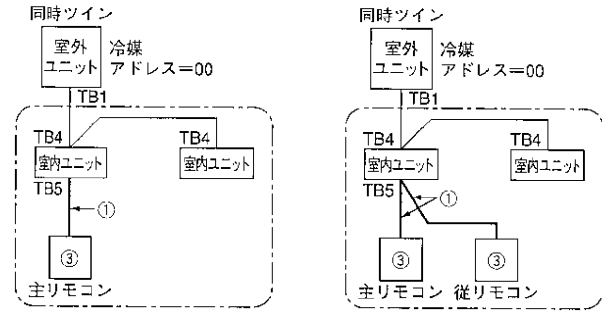 同時ツイン
室外
ユニット
冷媒
アドレス＝00
TB1
TB4
TB4
室内ユニット
室内ユニット
TB5
①
③
主リモコン
同時ツイン
室外
ユニット
冷媒
アドレス＝00
TB1
TB4
TB4
室内ユニット
室内ユニット
TB5
①
③
③
主リモコン 従リモコン